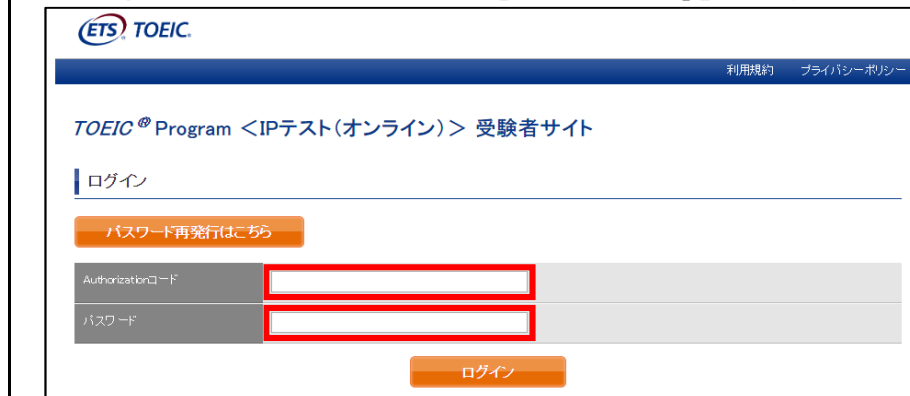 ETS TOEIC.
利用規約 プライバシーポリシー
TOEIC® Program ＜IPテスト(オンライン)＞ 受験者サイト
ログイン
パスワード再発行はこちら
Authorizationコード
パスワード
ログイン